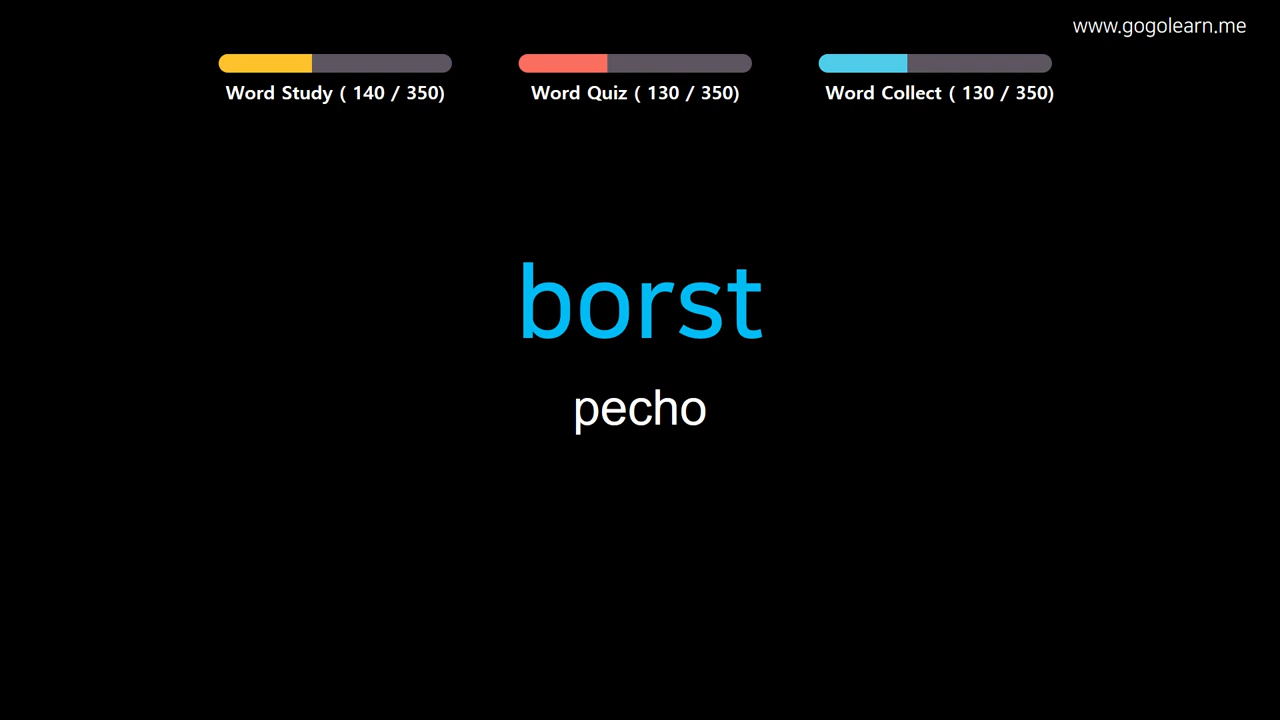 www.gogolearn.me
Word Study ( 140 / 350)
Word Quiz ( 130 / 350)
Word Collect ( 130 / 350)
borst
pecho